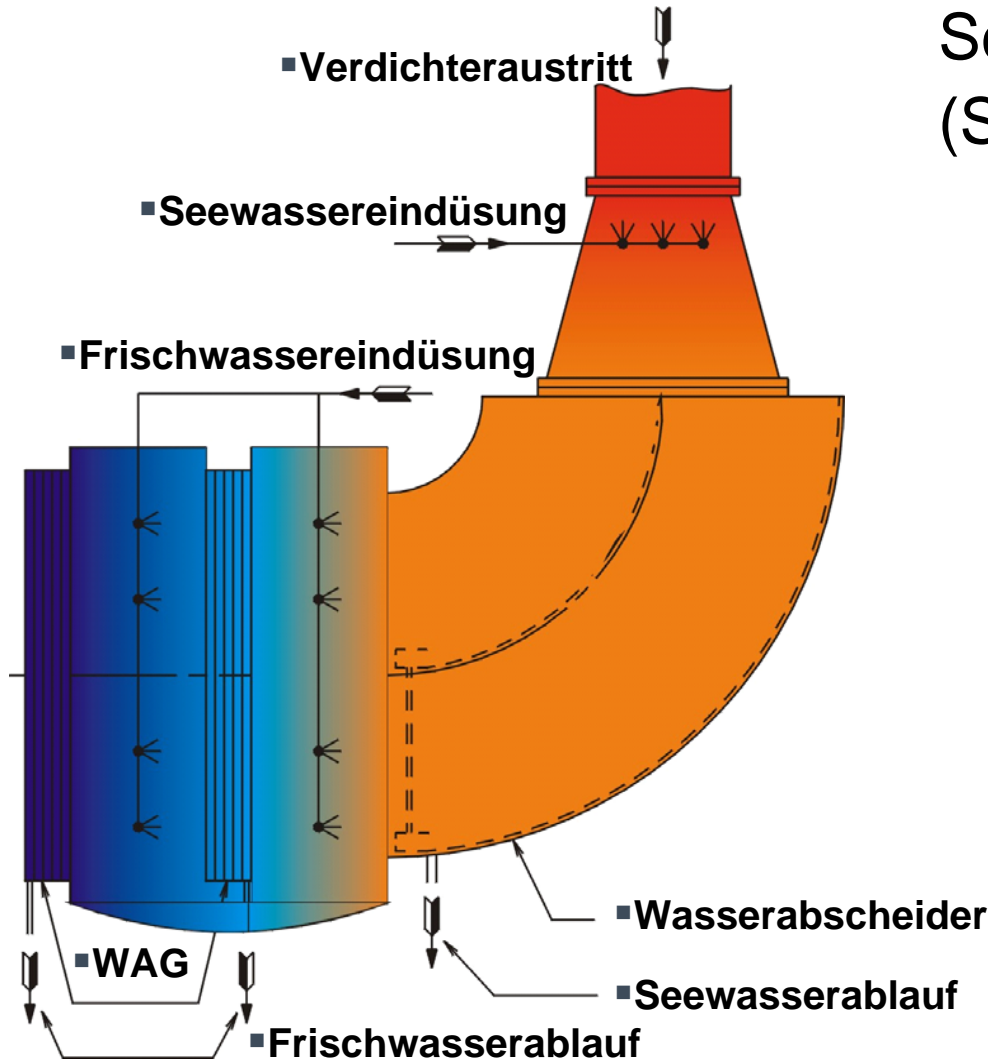 ▪Verdichteraustritt
▪Seewassereindüsung
▪Frischwassereindüsung
▪Wasserabscheider
▪WAG
▪Seewasserablauf
▪Frischwasserablauf